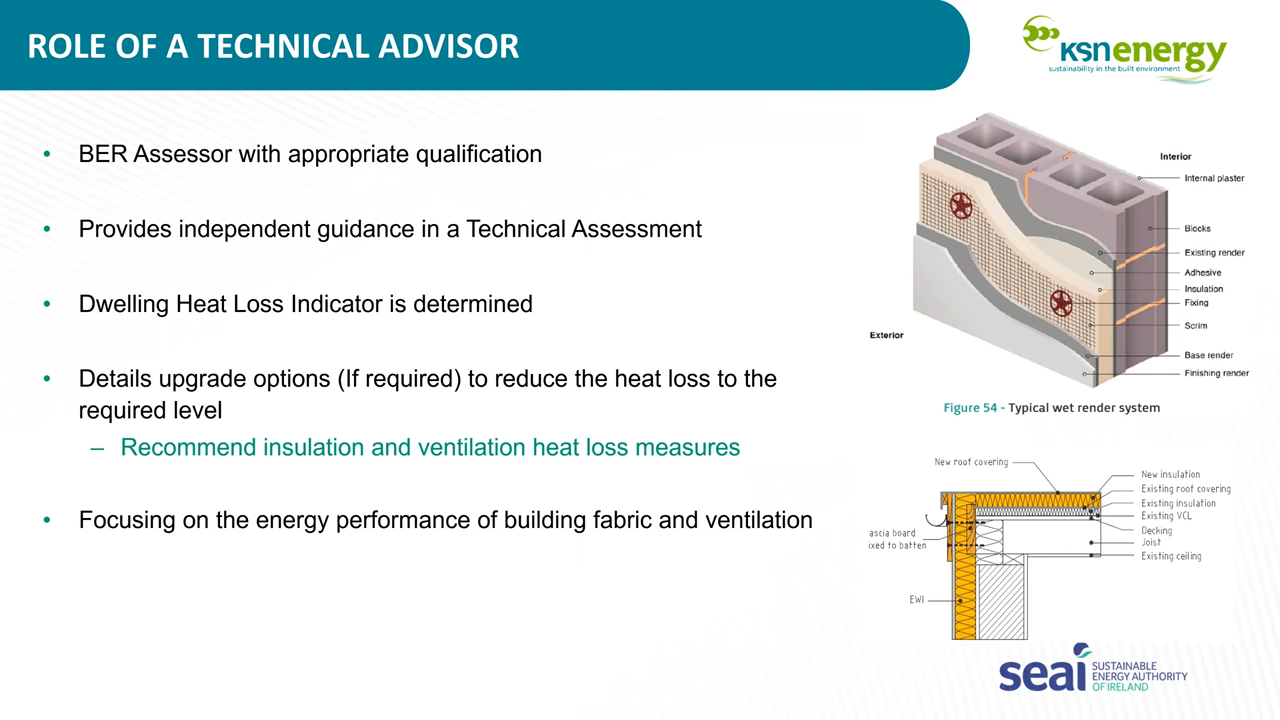 ROLE OF A TECHNICAL ADVISOR
KSNenergy
sustainability in the built environment
• BER Assessor with appropriate qualification
• Provides independent guidance in a Technical Assessment
• Dwelling Heat Loss Indicator is determined
• Details upgrade options (If required) to reduce the heat loss to the
required level
– Recommend insulation and ventilation heat loss measures
• Focusing on the energy performance of building fabric and ventilation
Interior
Internal plaster
Blocks
Existing render
Adhesive
Insulation
Fixing
Scrim
Base render
Finishing render
Exterior
Figure 54 - Typical wet render system
New roof covering
New insulation
Existing roof covering
Existing insulation
Existing VCL
Decking
Joist
Existing ceiling
ascia board
ixed to batten
EWI
seai
SUSTAINABLE
ENERGY AUTHORITY
OF IRELAND